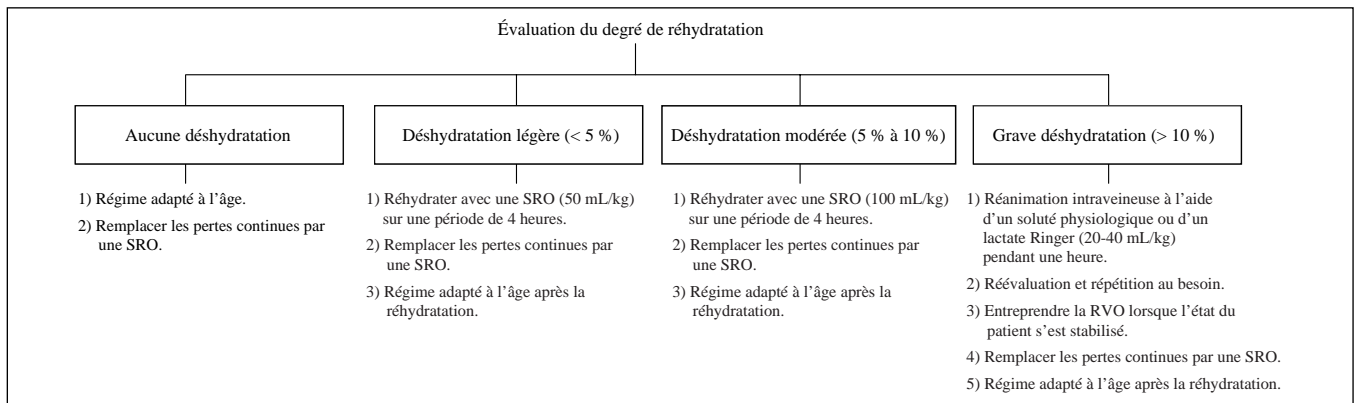 Évaluation du degré de réhydratation
Aucune déshydratation
1) Régime adapté à l’âge.
2) Remplacer les pertes continues par
une SRO.
Déshydratation légère (< 5 %)
1) Réhydrater avec une SRO (50 mL/kg)
sur une période de 4 heures.
2) Remplacer les pertes continues par
une SRO.
3) Régime adapté à l’âge après la
réhydratation.
Déshydratation modérée (5 % à 10 %)
1) Réhydrater avec une SRO (100 mL/kg)
sur une période de 4 heures.
2) Remplacer les pertes continues par
une SRO.
3) Régime adapté à l’âge après la
réhydratation.
Grave déshydratation (> 10 %)
1) Réanimation intraveineuse à l’aide
d’un soluté physiologique ou d’un
lactate Ringer (20-40 mL/kg)
pendant une heure.
2) Réévaluation et répétition au besoin.
3) Entreprendre la RVO lorsque l’état du
patient s’est stabilisé.
4) Remplacer les pertes continues par une SRO.
5) Régime adapté à l’âge après la réhydratation.